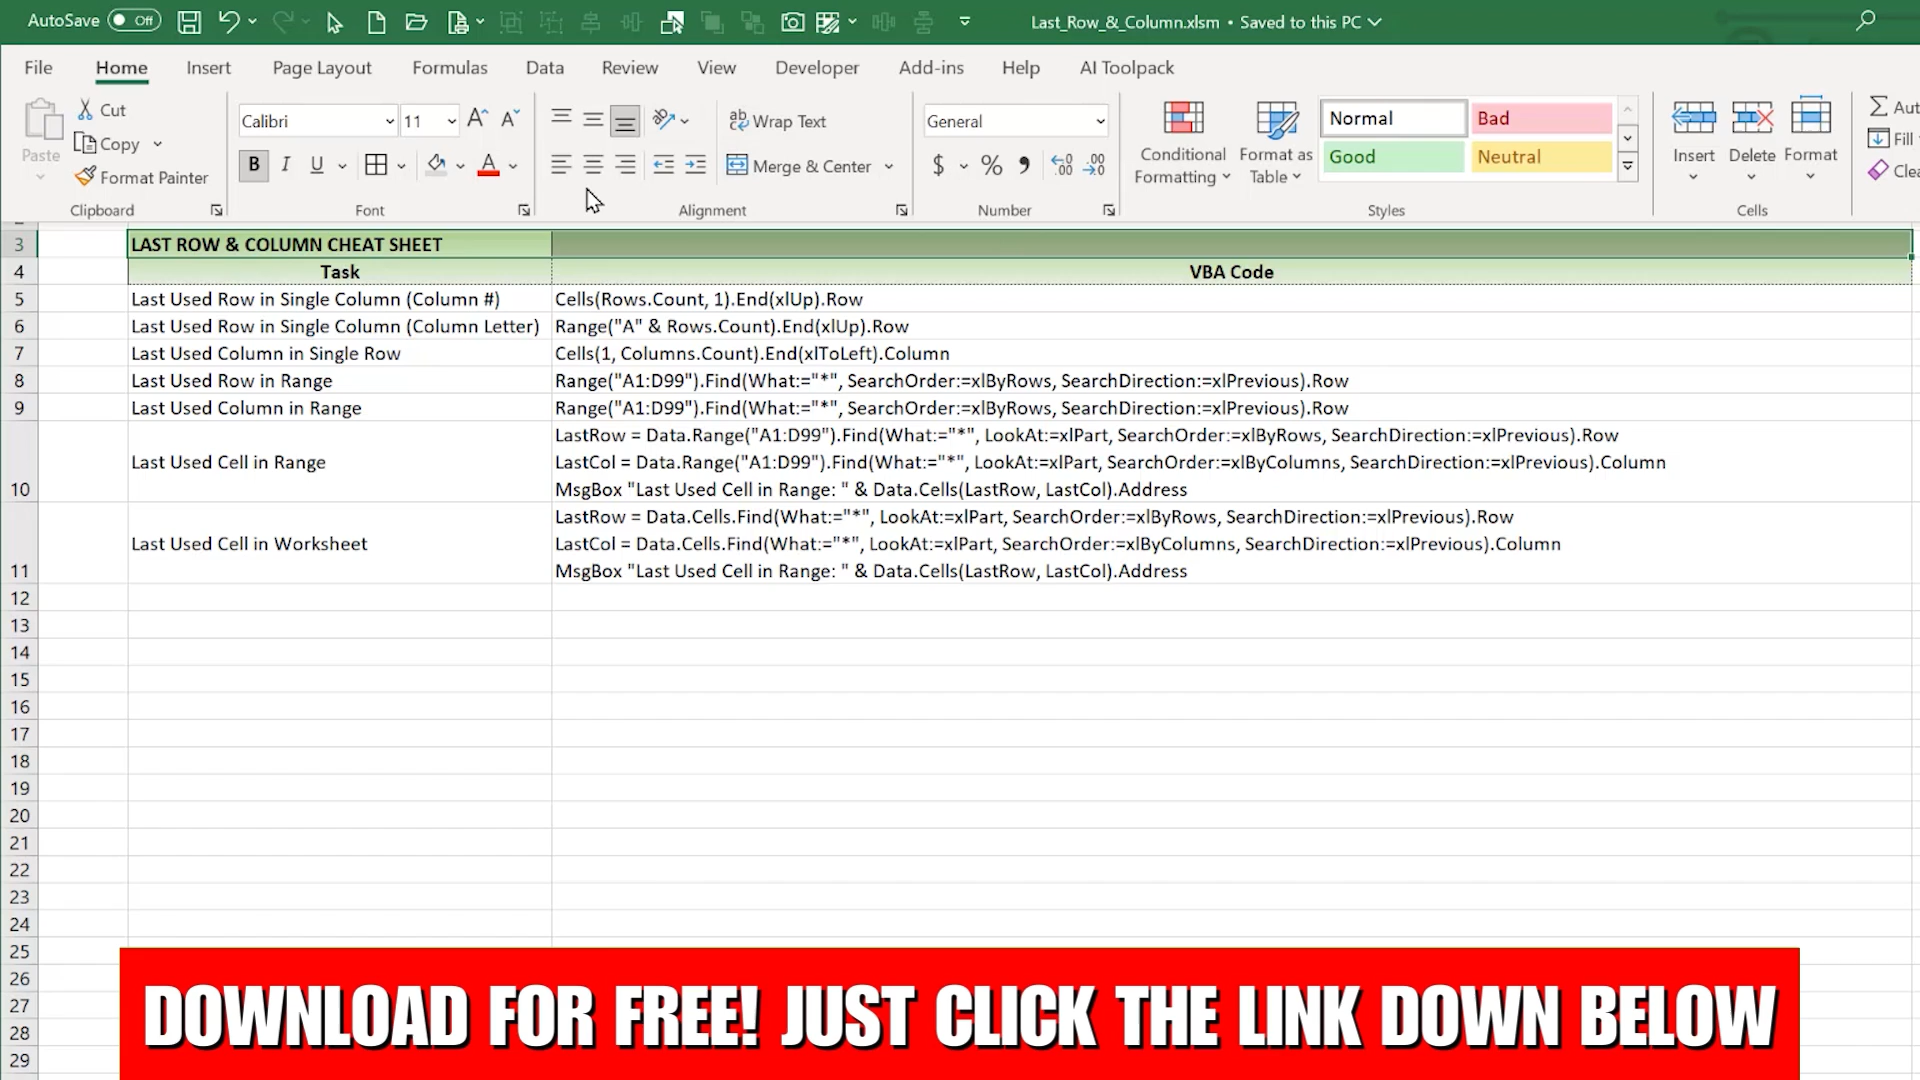 AutoSave Off Last_Row_&_Column.xlsm • Saved to this PC
File Home Insert Page Layout Formulas Data Review View Developer Add-ins Help AI Toolpack
Paste Cut
Copy
Format Painter
Clipboard
Calibri 11
B I U A
Font
Wrap Text
Merge & Center
Alignment
General
$ % 9 .00 .00
Number
Conditional Formatting
Format as Table
Normal Bad
Good Neutral
Styles
Insert Delete Format
Cells
Aut
Fill
Clea
3 LAST ROW & COLUMN CHEAT SHEET
4 Task VBA Code
5 Last Used Row in Single Column (Column #) Cells(Rows.Count, 1).End(xlUp).Row
6 Last Used Row in Single Column (Column Letter) Range("A" & Rows.Count).End(xlUp).Row
7 Last Used Column in Single Row Cells(1, Columns.Count).End(xlToLeft).Column
8 Last Used Row in Range Range("A1:D99").Find(What:="*", SearchOrder:=xlByRows, SearchDirection:=xlPrevious).Row
9 Last Used Column in Range Range("A1:D99").Find(What:="*", SearchOrder:=xlByRows, SearchDirection:=xlPrevious).Row
LastRow = Data.Range("A1:D99").Find(What:="*", LookAt:=xlPart, SearchOrder:=xlByRows, SearchDirection:=xlPrevious).Row
Last Used Cell in Range LastCol = Data.Range("A1:D99").Find(What:="*", LookAt:=xlPart, SearchOrder:=xlByColumns, SearchDirection:=xlPrevious).Column
10 MsgBox "Last Used Cell in Range: " & Data.Cells(LastRow, LastCol).Address
LastRow = Data.Cells.Find(What:="*", LookAt:=xlPart, SearchOrder:=xlByRows, SearchDirection:=xlPrevious).Row
Last Used Cell in Worksheet LastCol = Data.Cells.Find(What:="*", LookAt:=xlPart, SearchOrder:=xlByColumns, SearchDirection:=xlPrevious).Column
11 MsgBox "Last Used Cell in Range: " & Data.Cells(LastRow, LastCol).Address
12
13
14
15
16
17
18
19
20
21
22
23
24
25
26
27
28
29
DOWNLOAD FOR FREE! JUST CLICK THE LINK DOWN BELOW